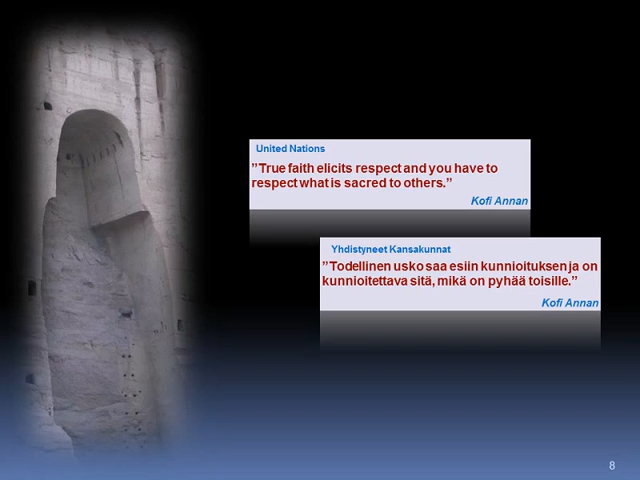 United Nations
”True faith elicits respect and you have to
respect what is sacred to others.”
Kofi Annan
Yhdistyneet Kansakunnat
”Todellinen usko saa esiin kunnioituksen ja on
kunnioitettava sitä, mikä on pyhää toisille.”
Kofi Annan
8